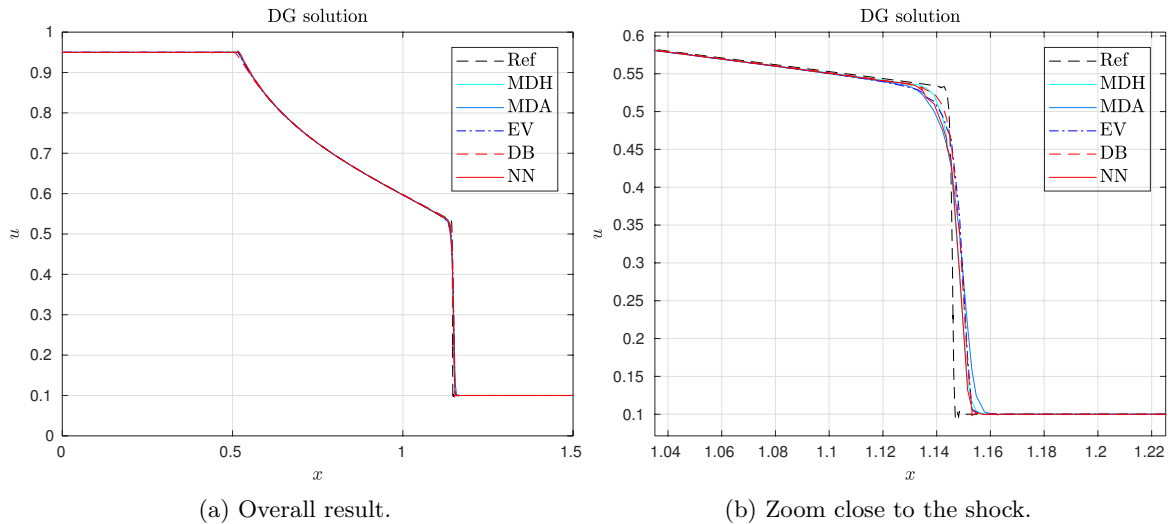 DG solution
1
0.9
0.8
0.7
0.6
0.5
0.4
0.3
0.2
0.1
0
u
0 0.5 1 1.5
x
Ref
MDH
MDA
EV
DB
NN
(a) Overall result.
DG solution
0.6
0.55
0.5
0.45
0.4
0.35
0.3
0.25
0.2
0.15
0.1
u
1.04 1.06 1.08 1.1 1.12 1.14 1.16 1.18 1.2 1.22
x
Ref
MDH
MDA
EV
DB
NN
(b) Zoom close to the shock.